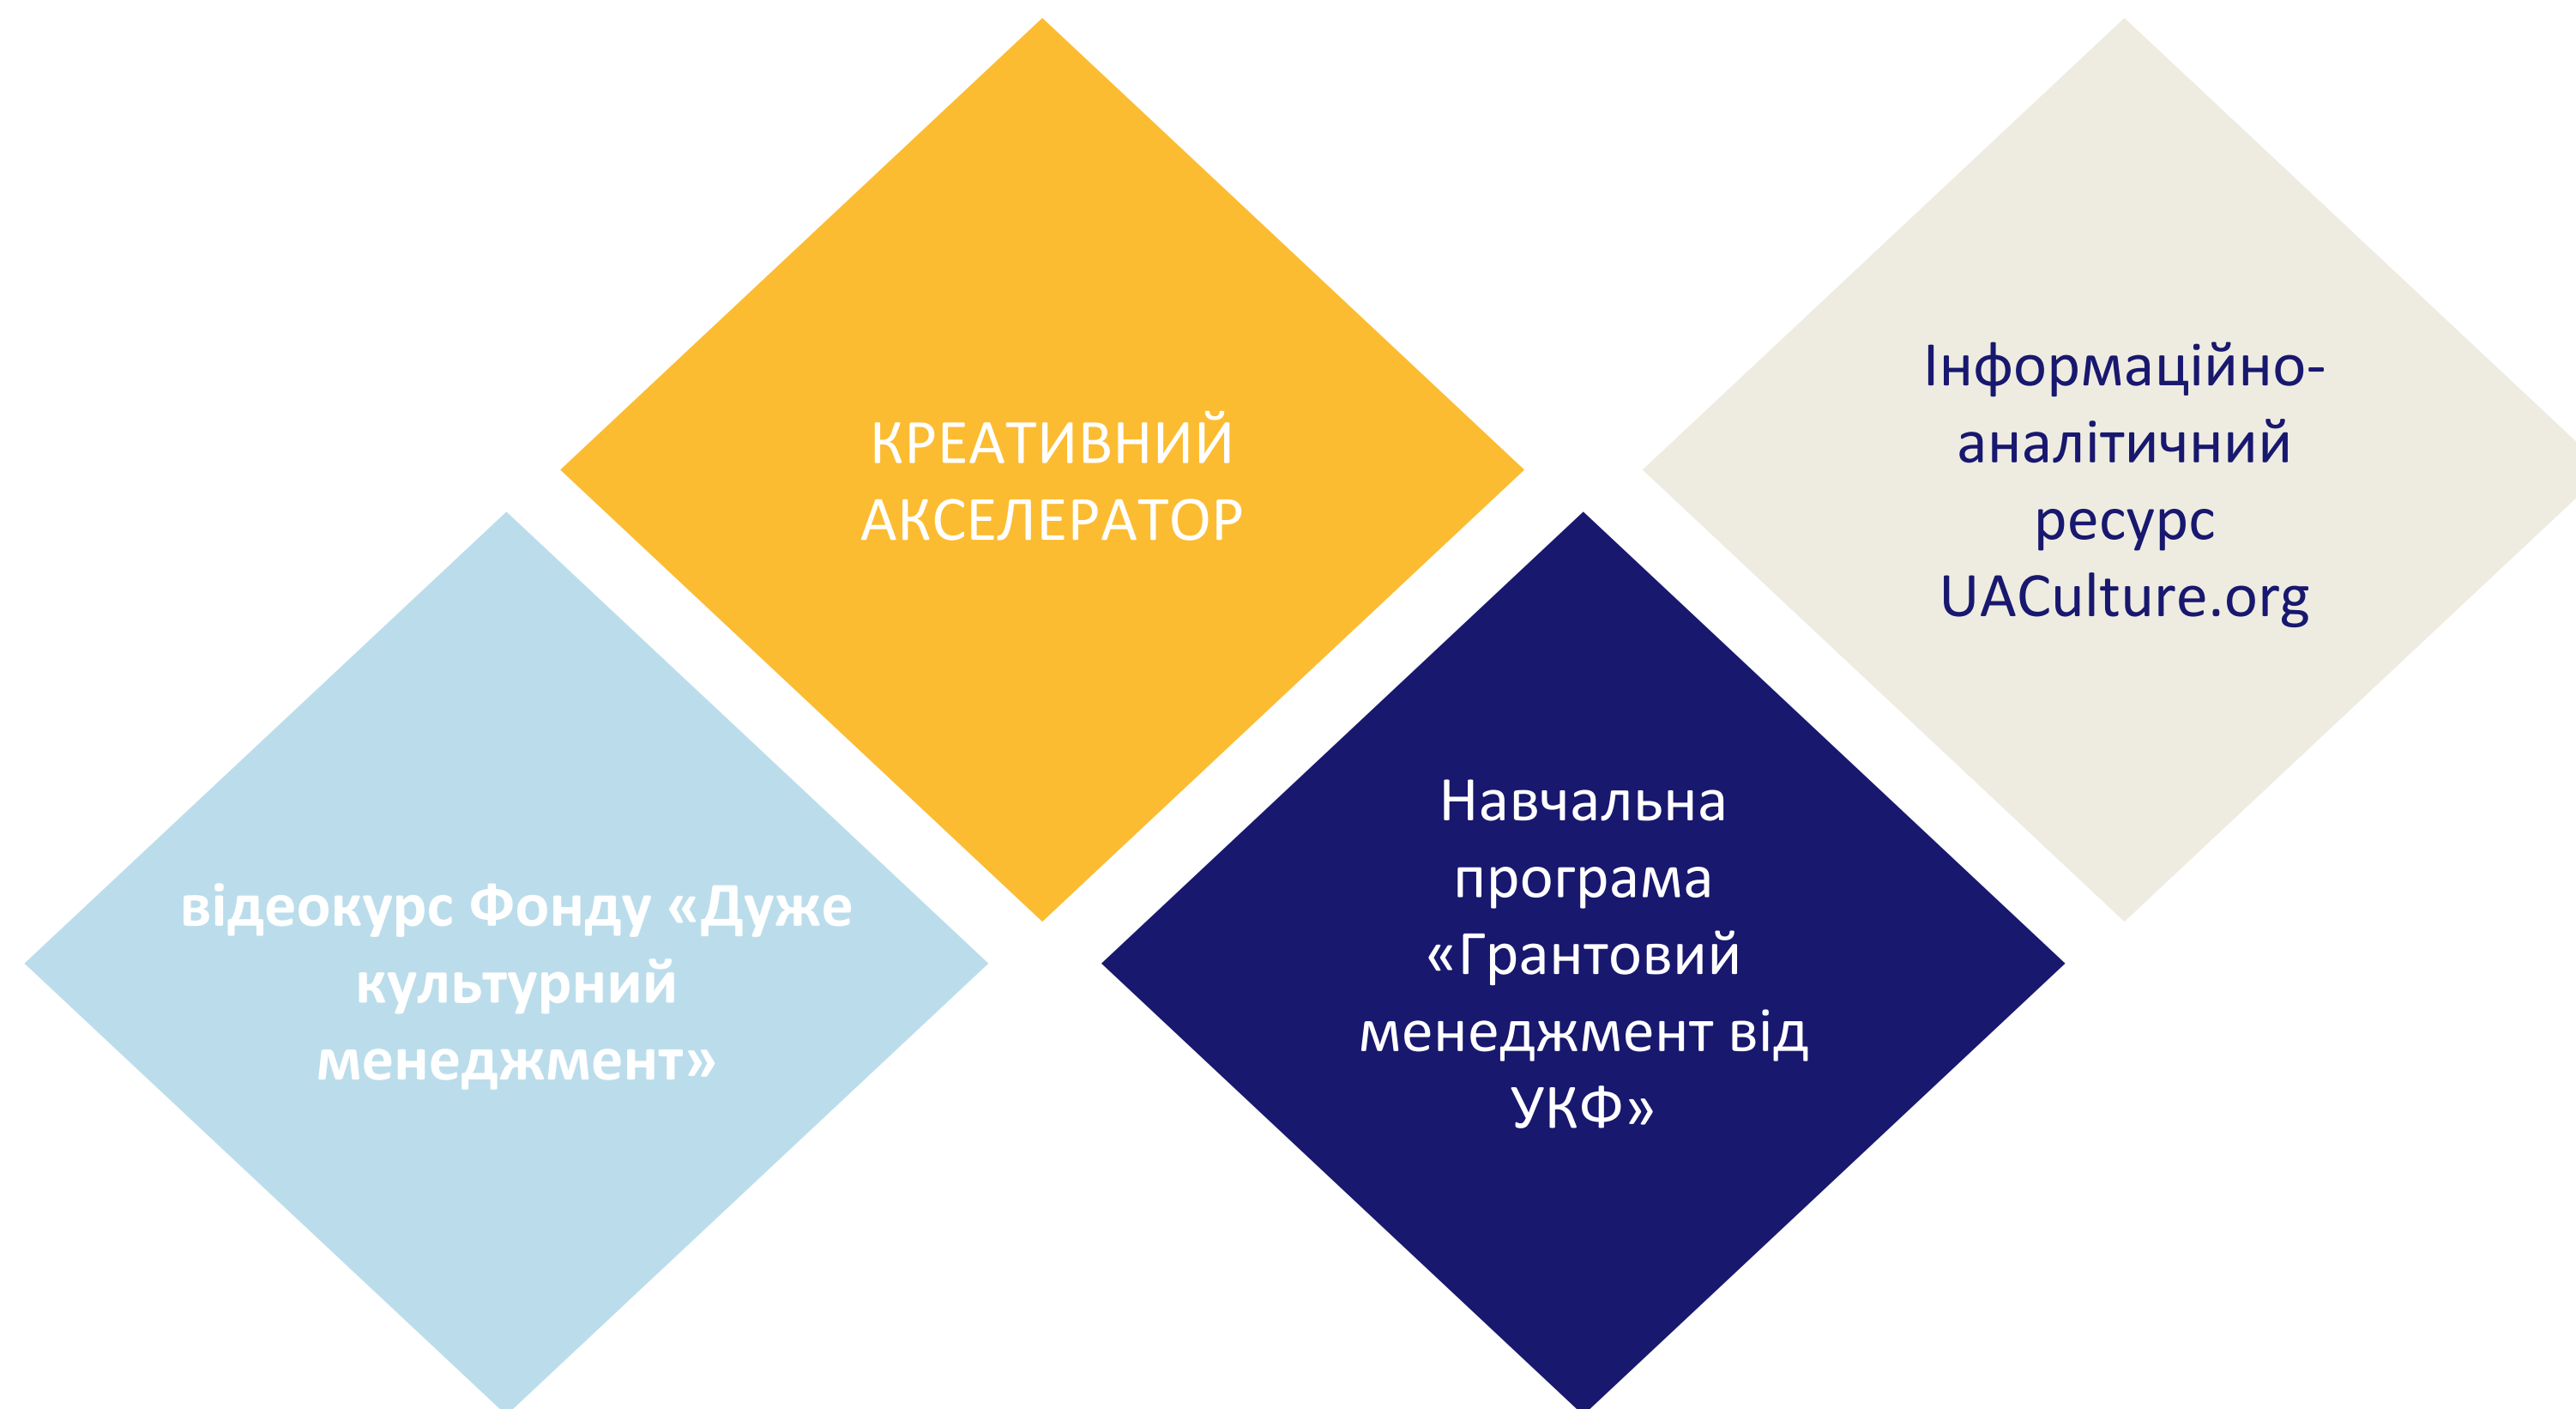 відеокурс Фонду «Дуже
культурний
менеджмент»
КРЕАТИВНИЙ
АКСЕЛЕРАТОР
Навчальна
програма
«Грантовий
менеджмент від
УКФ»
Інформаційно-
аналітичний
ресурс
UACulture.org